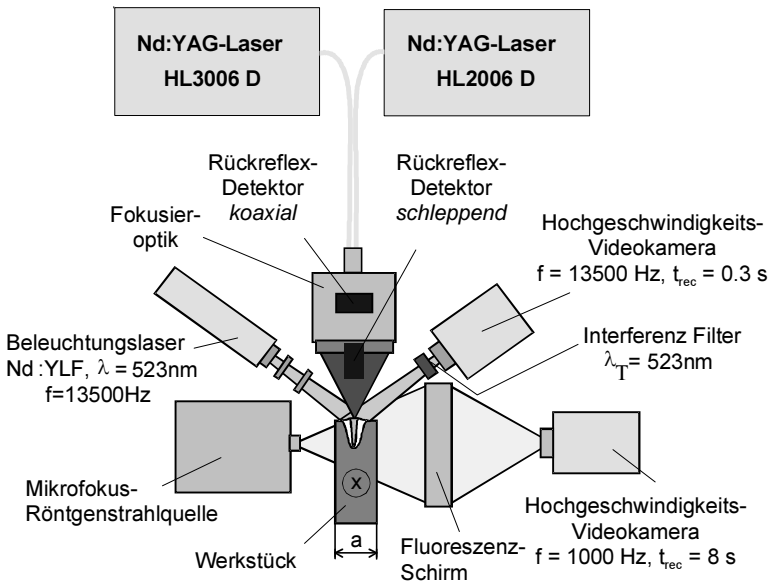 Nd:YAG-Laser
HL3006 D
Nd:YAG-Laser
HL2006 D
Rückreflex-
Detektor
koaxial
Rückreflex-
Detektor
schleppend
Fokusier-
optik
Hochgeschwindigkeits-
Videokamera
f = 13500 Hz, t_rec = 0.3 s
Beleuchtungslaser
Nd :YLF, λ = 523nm
f=13500Hz
Interferenz Filter
λ_T = 523nm
Mikrofokus-
Röntgenstrahlquelle
x
a
Werkstück
Fluoreszenz-
Schirm
Hochgeschwindigkeits-
Videokamera
f = 1000 Hz, t_rec = 8 s